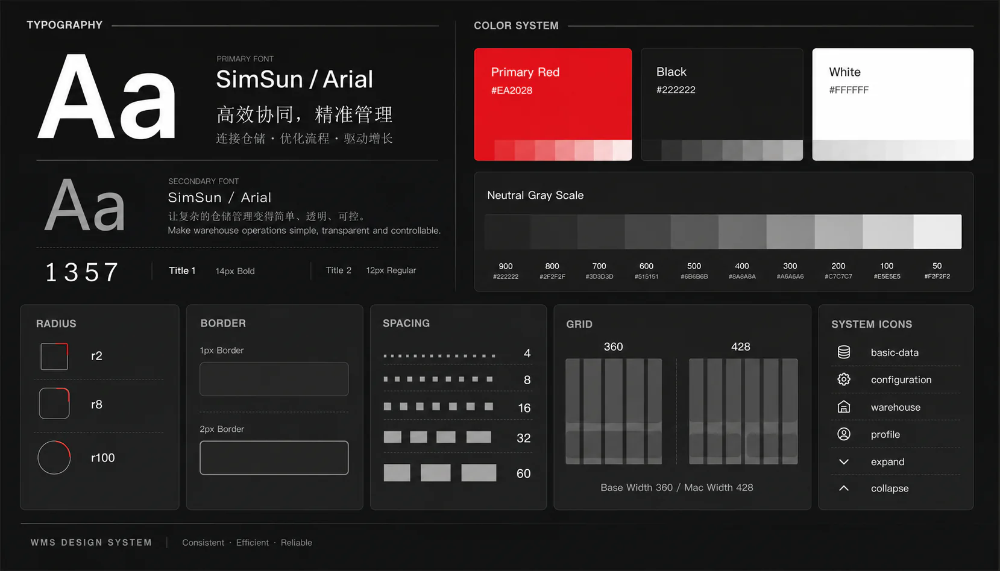 TYPOGRAPHY
Aa
PRIMARY FONT
SimSun / Arial
高效协同，精准管理
连接仓储 · 优化流程 · 驱动增长
Aa
SECONDARY FONT
SimSun / Arial
让复杂的仓储管理变得简单、透明、可控。
Make warehouse operations simple, transparent and controllable.
1357
Title 1 14px Bold
Title 2 12px Regular
COLOR SYSTEM
Primary Red
#EA2028
Black
#222222
White
#FFFFFF
Neutral Gray Scale
900 800 700 600 500 400 300 200 100 50
#222222 #2F2F2F #3D3D3D #515151 #6B6B6B #8A8A8A #A6A6A6 #C7C7C7 #E5E5E5 #F2F2F2
RADIUS
r2
r8
r100
BORDER
1px Border
2px Border
SPACING
4
8
16
32
60
GRID
360 428
Base Width 360 / Mac Width 428
SYSTEM ICONS
basic-data
configuration
warehouse
profile
expand
collapse
WMS DESIGN SYSTEM
Consistent · Efficient · Reliable